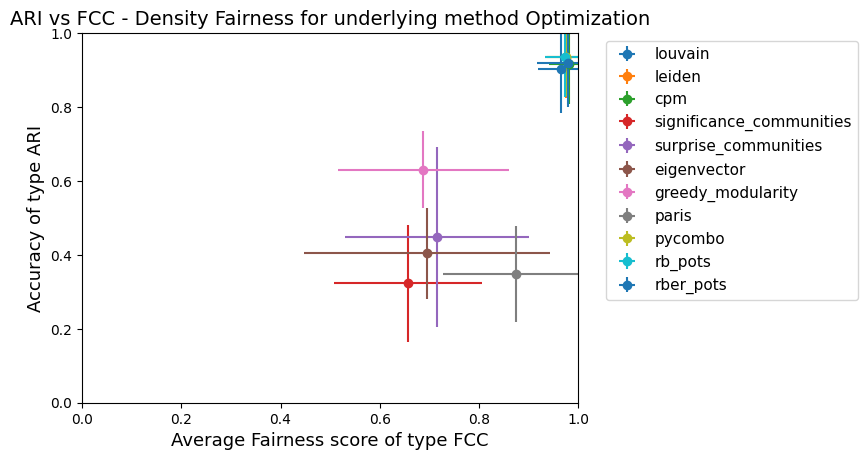 ARI vs FCC - Density Fairness for underlying method Optimization
1.0
0.8
0.6
0.4
0.2
0.0
Accuracy of type ARI
0.0 0.2 0.4 0.6 0.8 1.0
Average Fairness score of type FCC
louvain
leiden
cpm
significance_communities
surprise_communities
eigenvector
greedy_modularity
paris
pycombo
rb_pots
rber_pots